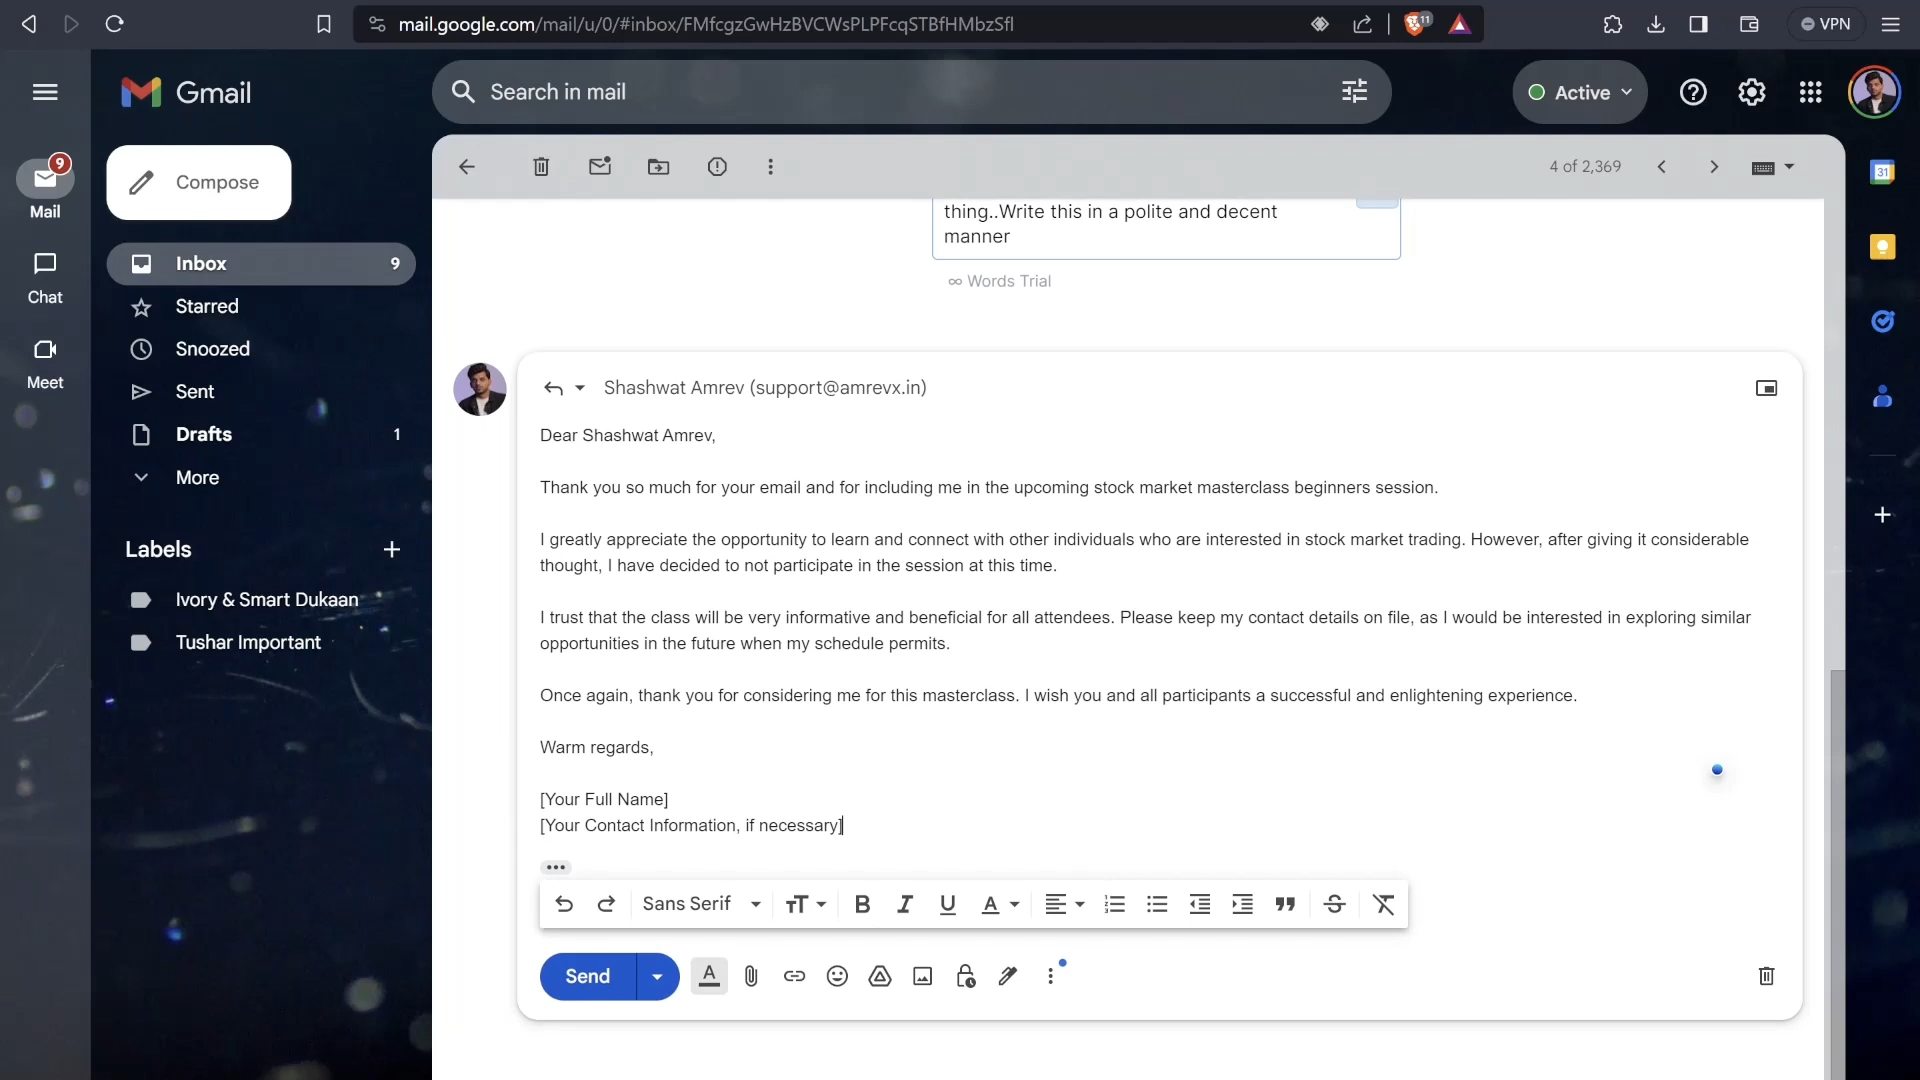 mail.google.com/mail/u/0/#inbox/FMfcgzGwHzBVCWsPLPFcqSTBfHMbzSfl
11
VPN
Gmail
Search in mail
Active
9
Mail
Chat
Meet
Compose
Inbox 9
Starred
Snoozed
Sent
Drafts 1
More
Labels
Ivory & Smart Dukaan
Tushar Important
4 of 2,369
31
thing..Write this in a polite and decent
manner
∞ Words Trial
Shashwat Amrev (support@amrevx.in)
Dear Shashwat Amrev,
Thank you so much for your email and for including me in the upcoming stock market masterclass beginners session.
I greatly appreciate the opportunity to learn and connect with other individuals who are interested in stock market trading. However, after giving it considerable
thought, I have decided to not participate in the session at this time.
I trust that the class will be very informative and beneficial for all attendees. Please keep my contact details on file, as I would be interested in exploring similar
opportunities in the future when my schedule permits.
Once again, thank you for considering me for this masterclass. I wish you and all participants a successful and enlightening experience.
Warm regards,
[Your Full Name]
[Your Contact Information, if necessary]
Sans Serif
Send